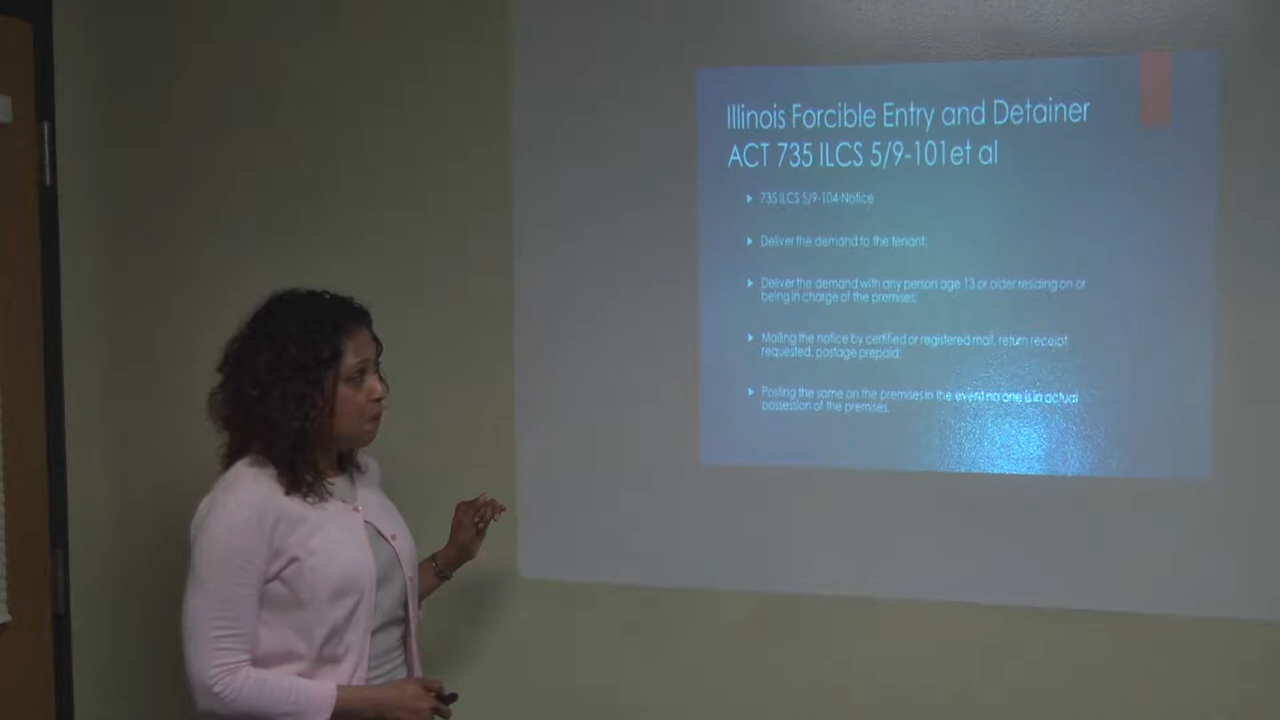 Illinois Forcible Entry and Detainer
ACT 735 ILCS 5/9-101et al
735 ILCS 5/9-104 Notice
Deliver the demand to the tenant;
Deliver the demand with any person age 13 or older residing on or
being in charge of the premises;
Mailing the notice by certified or registered mail, return receipt
requested, postage prepaid;
Posting the same on the premises in the event no one is in actual
possession of the premises.